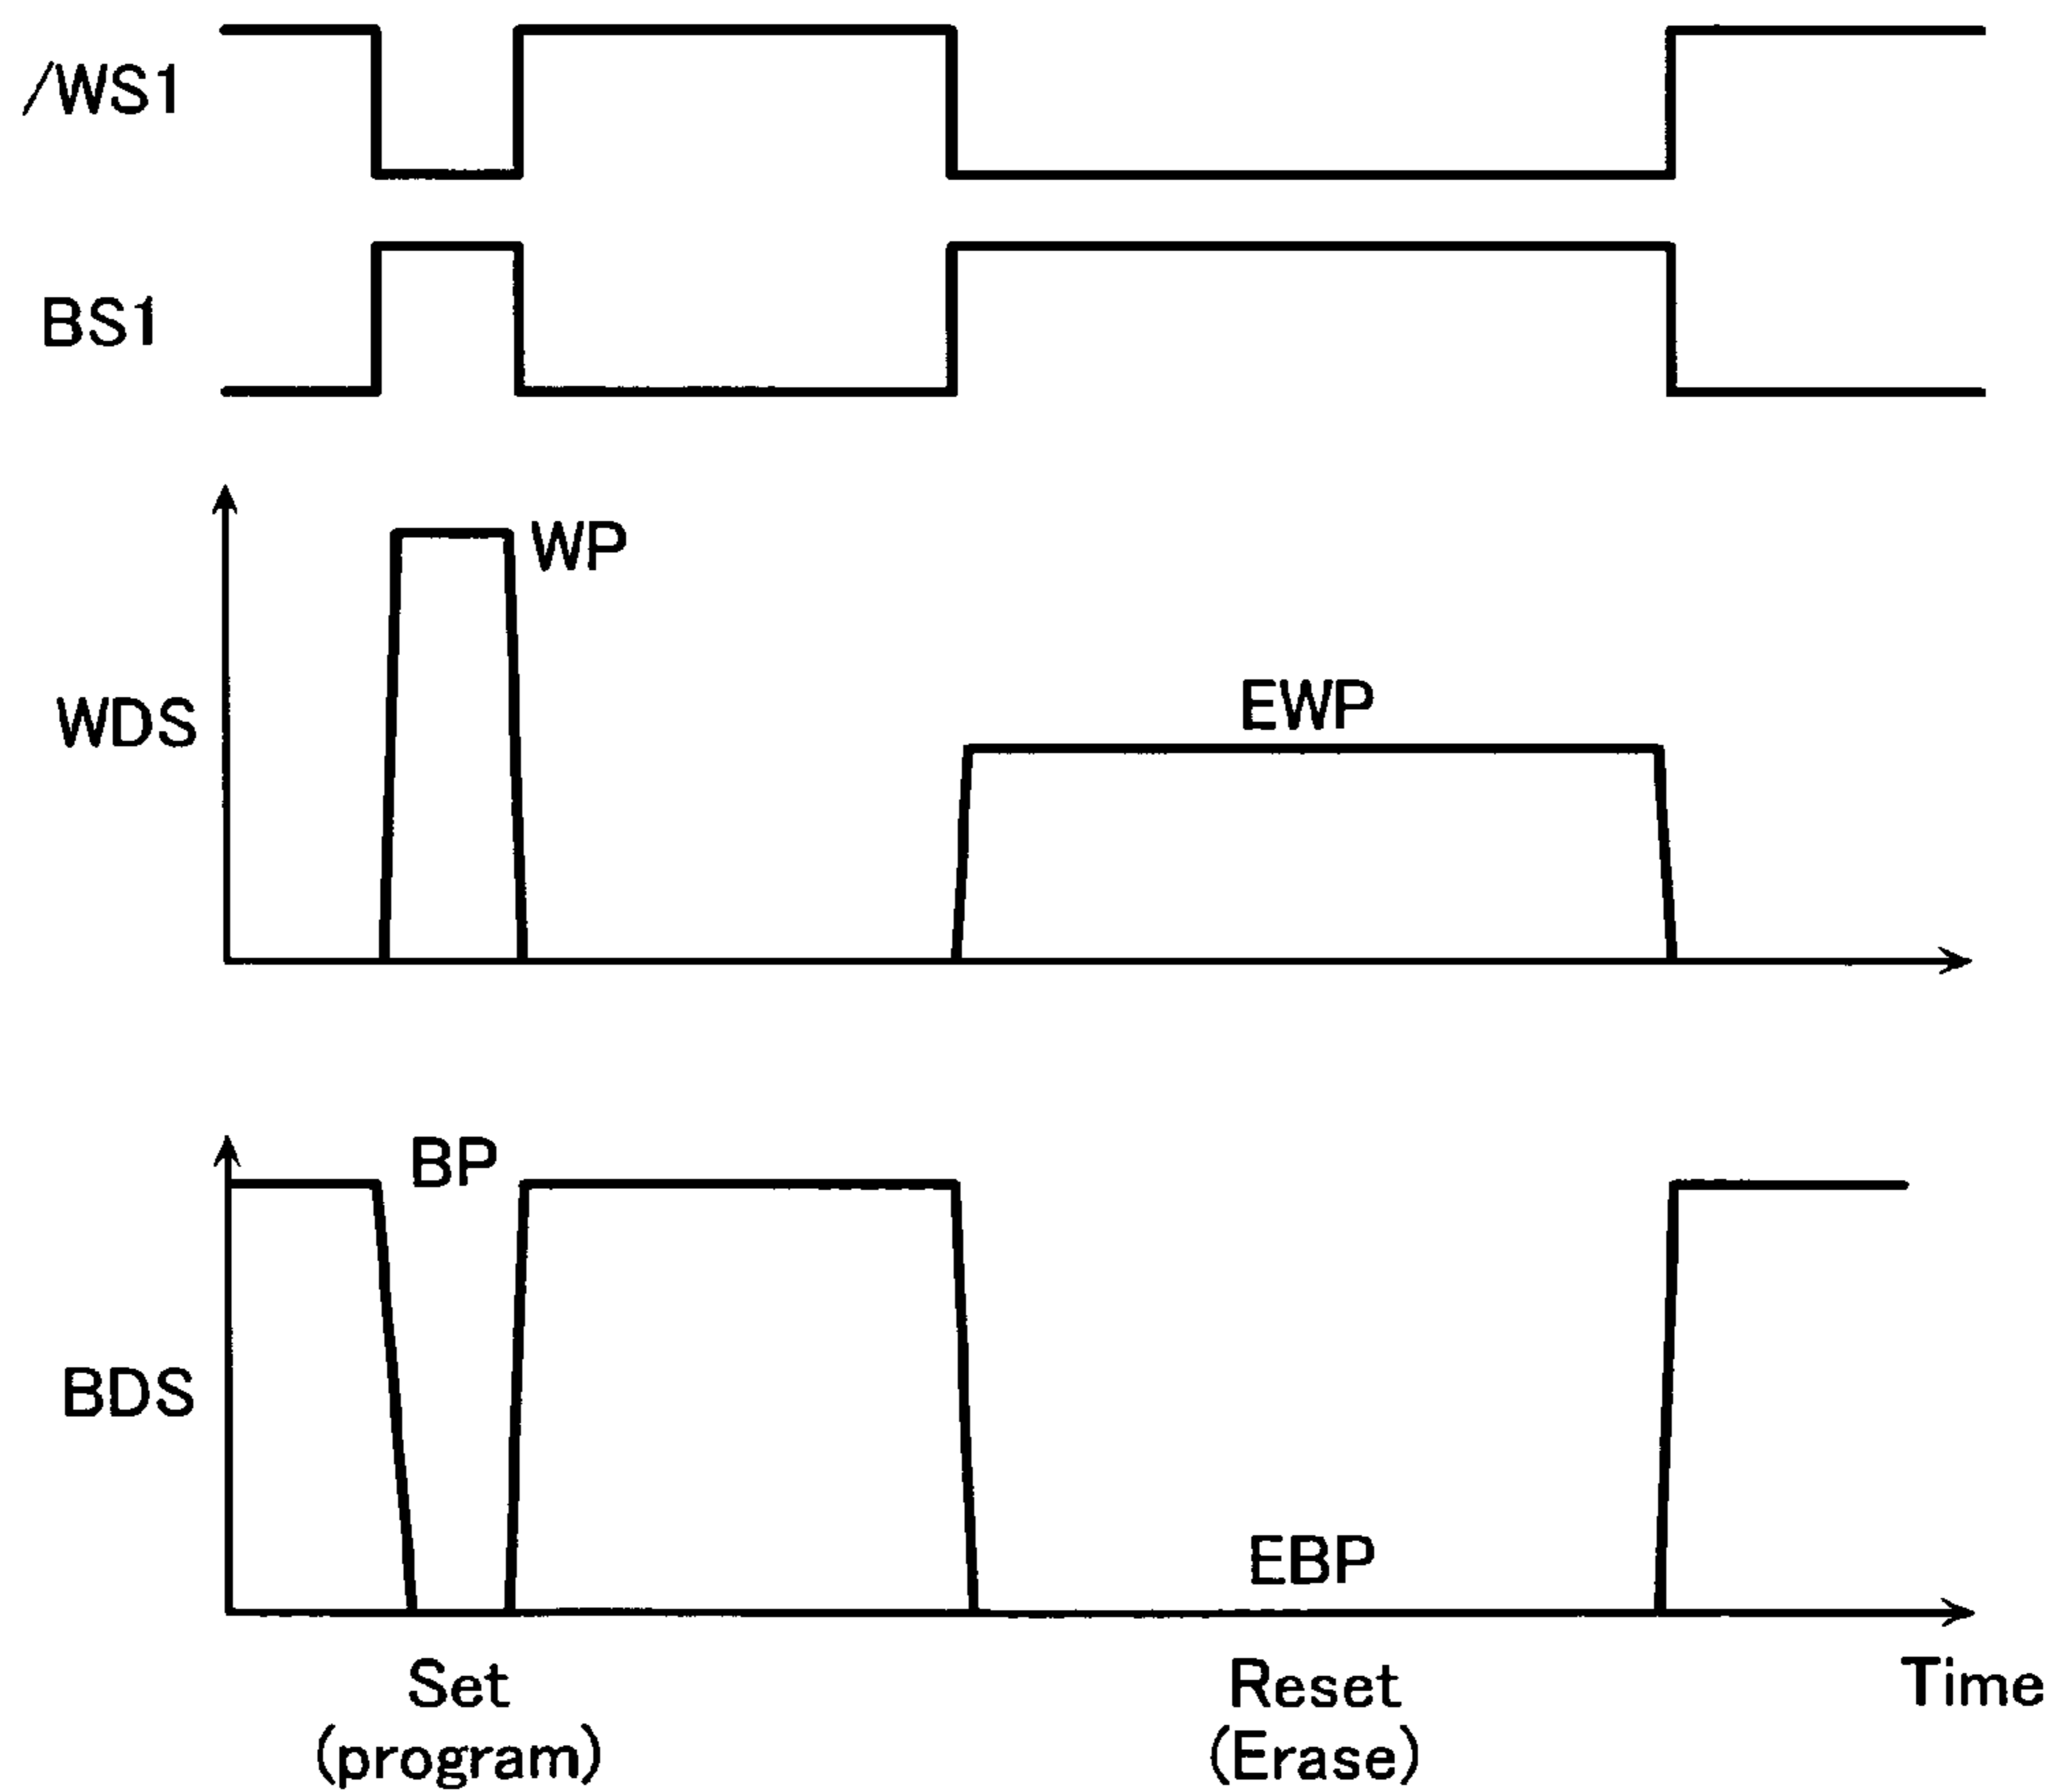 /WS1
BS1
WP
EWP
WDS
BP
BDS
EBP
Set
(program)
Reset
(Erase)
Time